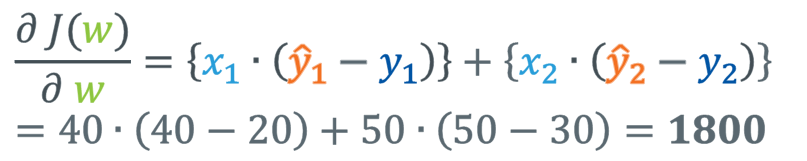 ∂ J(w)
∂ w
= {x₁ · (ŷ₁ − y₁)} + {x₂ · (ŷ₂ − y₂)}
= 40 · (40 − 20) + 50 · (50 − 30) = 1800